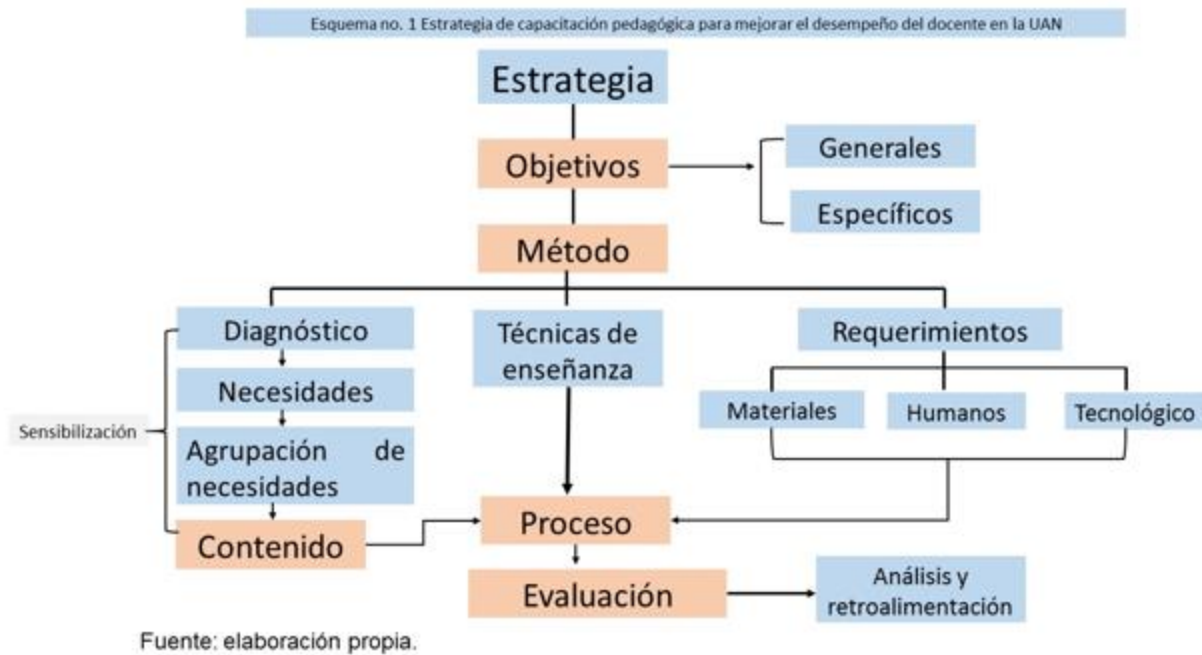 Esquema no. 1 Estrategia de capacitación pedagógica para mejorar el desempeño del docente en la UAN
Estrategia
Objetivos
Generales
Específicos
Método
Diagnóstico
Técnicas de
enseñanza
Requerimientos
Necesidades
Materiales
Humanos
Tecnológico
Sensibilización
Agrupación de
necesidades
Contenido
Proceso
Evaluación
Análisis y
retroalimentación
Fuente: elaboración propia.